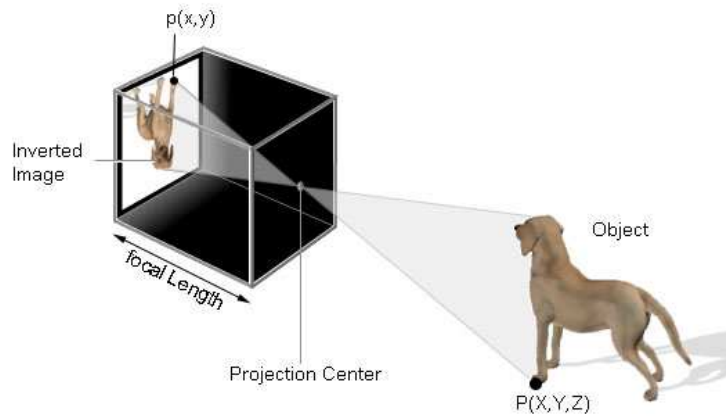 p(x,y)
Inverted
Image
Object
focal Length
Projection Center
P(X,Y,Z)